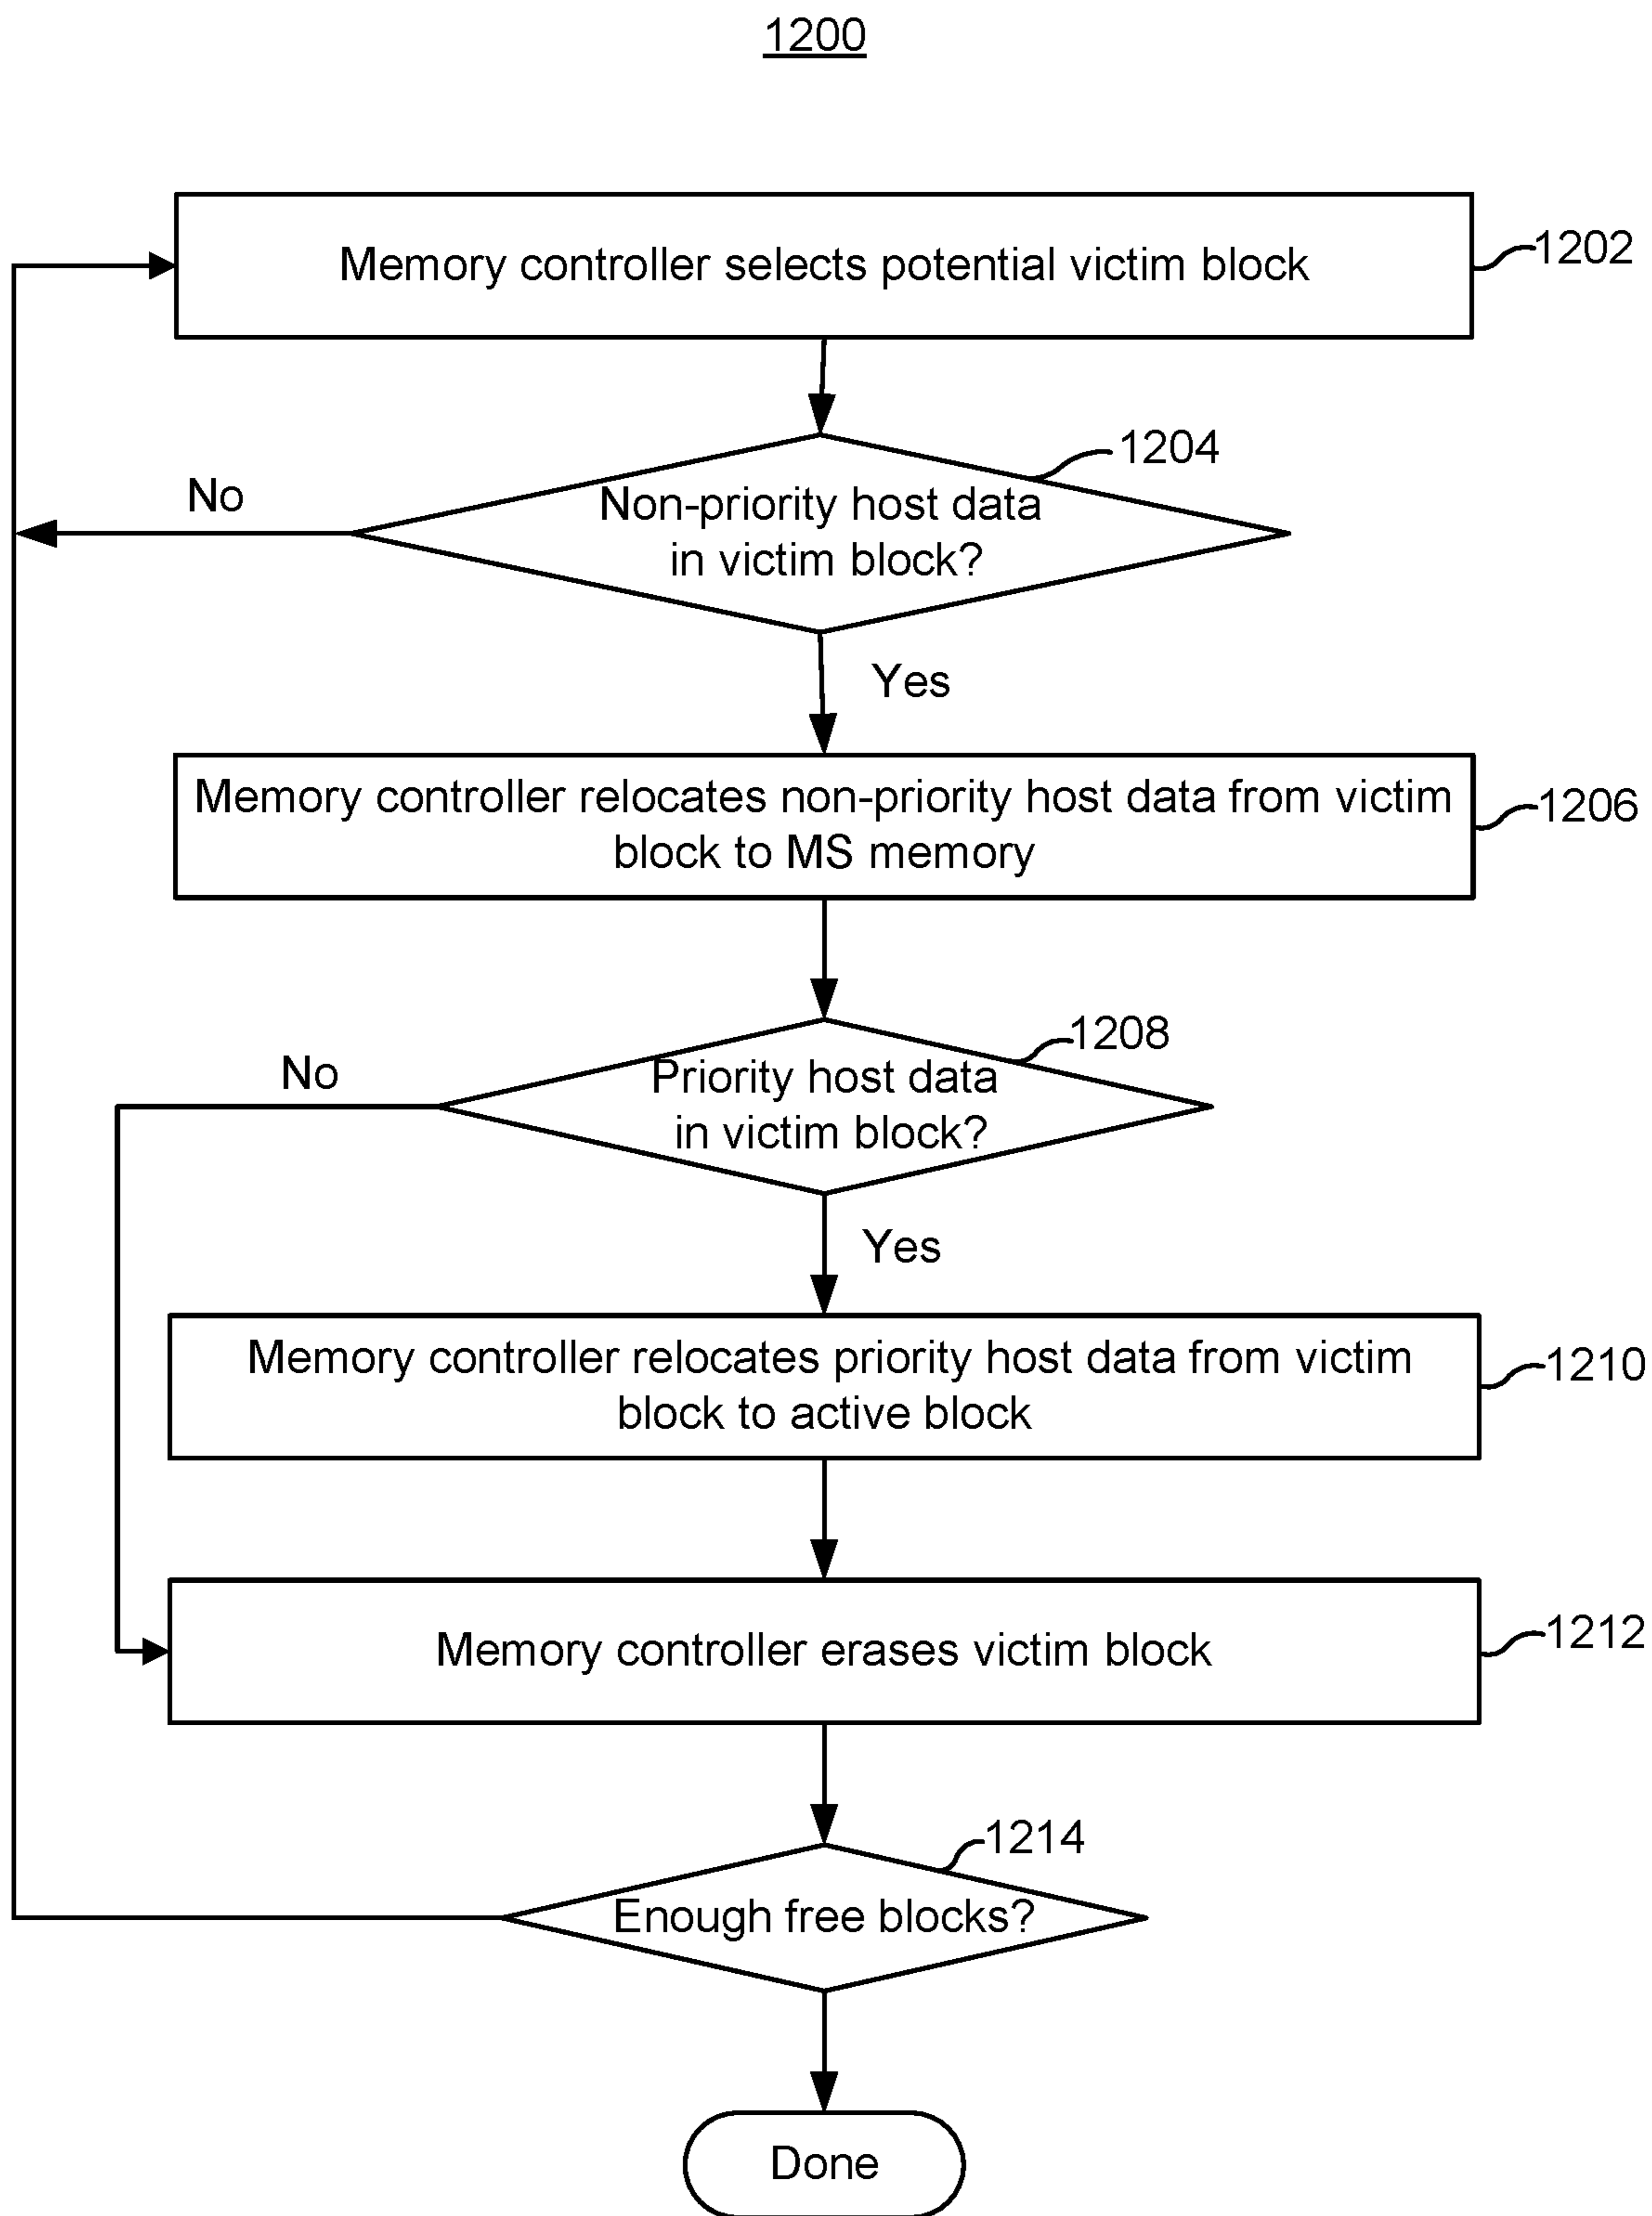 1200
Memory controller selects potential victim block
1202
1204
No
Non-priority host data
in victim block?
Yes
Memory controller relocates non-priority host data from victim
block to MS memory
1206
1208
No
Priority host data
in victim block?
Yes
Memory controller relocates priority host data from victim
block to active block
1210
Memory controller erases victim block
1212
1214
Enough free blocks?
Done